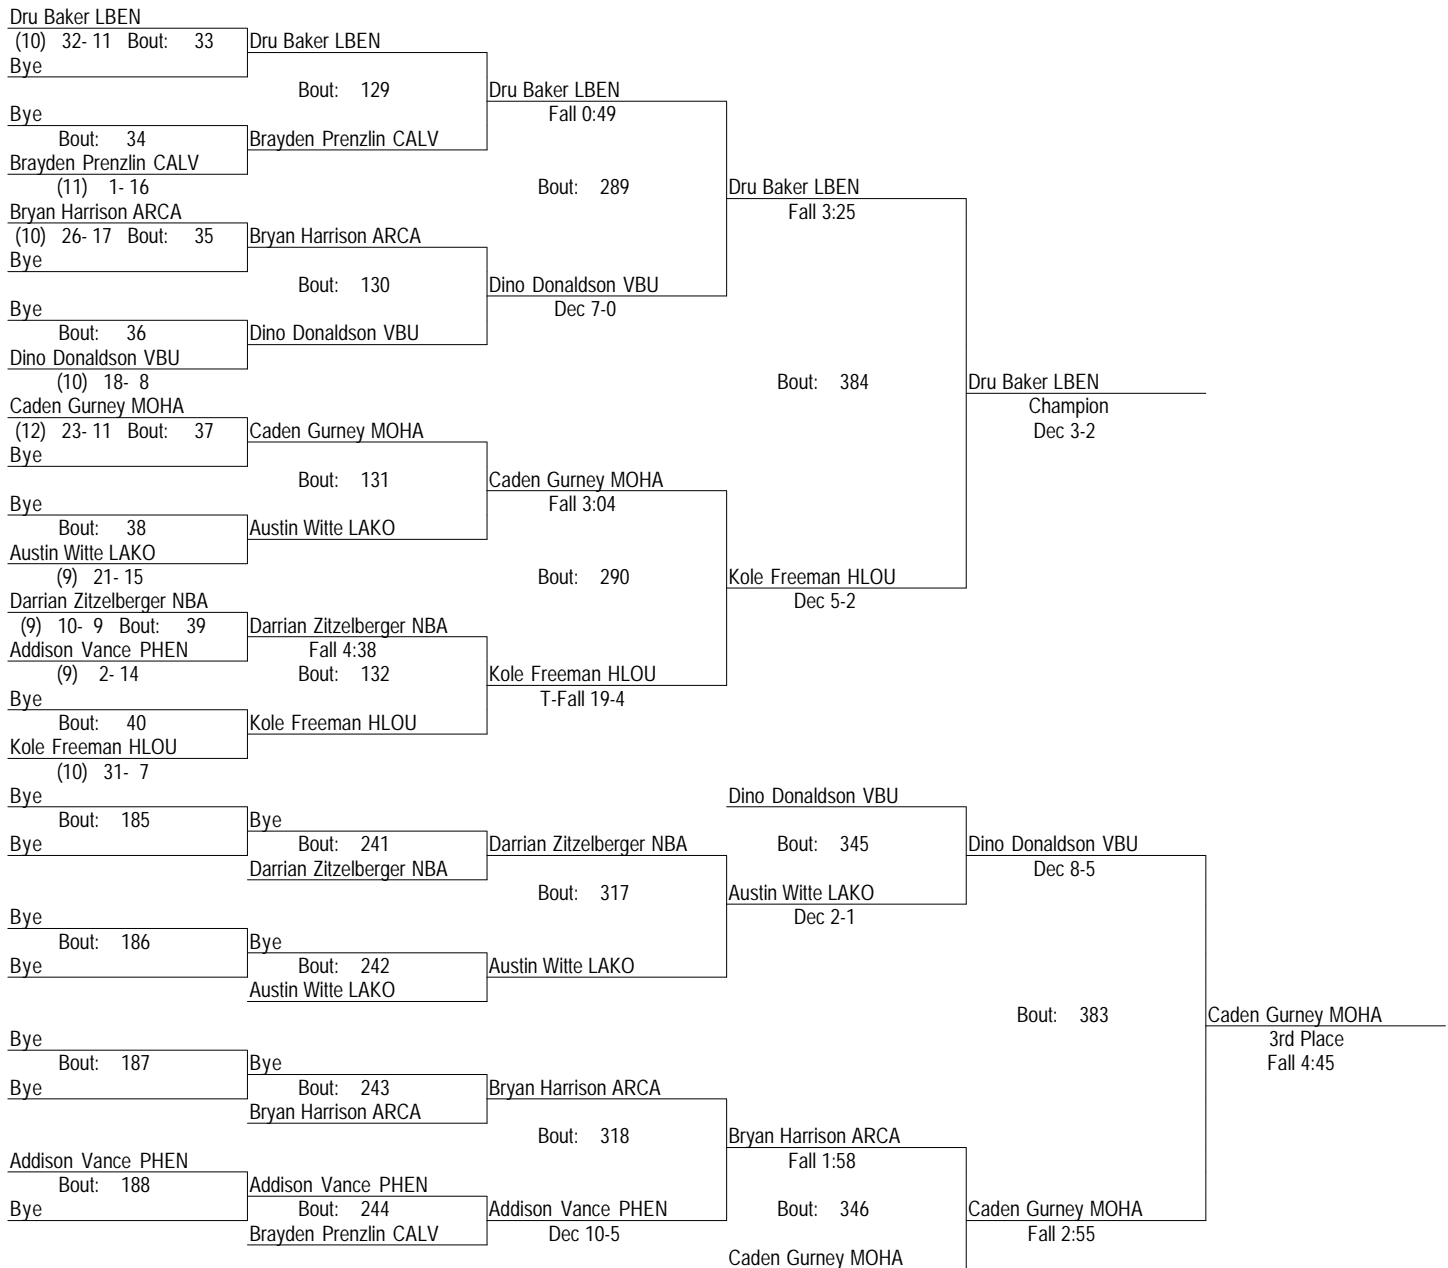 Dru Baker LBEN
(10) 32- 11 Bout: 33
Bye
Dru Baker LBEN
Bout: 129
Bye
Bout: 34
Brayden Prenzlin CALV
(11) 1- 16
Brayden Prenzlin CALV
Dru Baker LBEN
Fall 0:49
Bout: 289
Bryan Harrison ARCA
(10) 26- 17 Bout: 35
Bye
Bryan Harrison ARCA
Bout: 130
Bye
Bout: 36
Dino Donaldson VBU
(10) 18- 8
Dino Donaldson VBU
Dino Donaldson VBU
Dec 7-0
Dru Baker LBEN
Fall 3:25
Bout: 384
Caden Gurney MOHA
(12) 23- 11 Bout: 37
Bye
Caden Gurney MOHA
Bout: 131
Bye
Bout: 38
Austin Witte LAKO
(9) 21- 15
Austin Witte LAKO
Caden Gurney MOHA
Fall 3:04
Bout: 290
Darrian Zitzelberger NBA
(9) 10- 9 Bout: 39
Addison Vance PHEN
(9) 2- 14
Darrian Zitzelberger NBA
Fall 4:38
Bout: 132
Bye
Bout: 40
Kole Freeman HLOU
(10) 31- 7
Kole Freeman HLOU
Kole Freeman HLOU
T-Fall 19-4
Kole Freeman HLOU
Dec 5-2
Dru Baker LBEN
Champion
Dec 3-2
Bye
Bout: 185
Bye
Bye
Bout: 241
Darrian Zitzelberger NBA
Darrian Zitzelberger NBA
Bout: 317
Bye
Bout: 186
Bye
Bye
Bout: 242
Austin Witte LAKO
Austin Witte LAKO
Dino Donaldson VBU
Bout: 345
Austin Witte LAKO
Dec 2-1
Dino Donaldson VBU
Dec 8-5
Bout: 383
Bye
Bout: 187
Bye
Bye
Bout: 243
Bryan Harrison ARCA
Bryan Harrison ARCA
Bout: 318
Addison Vance PHEN
Bout: 188
Bye
Addison Vance PHEN
Bout: 244
Brayden Prenzlin CALV
Addison Vance PHEN
Dec 10-5
Bryan Harrison ARCA
Fall 1:58
Bout: 346
Caden Gurney MOHA
Caden Gurney MOHA
Fall 2:55
Caden Gurney MOHA
3rd Place
Fall 4:45